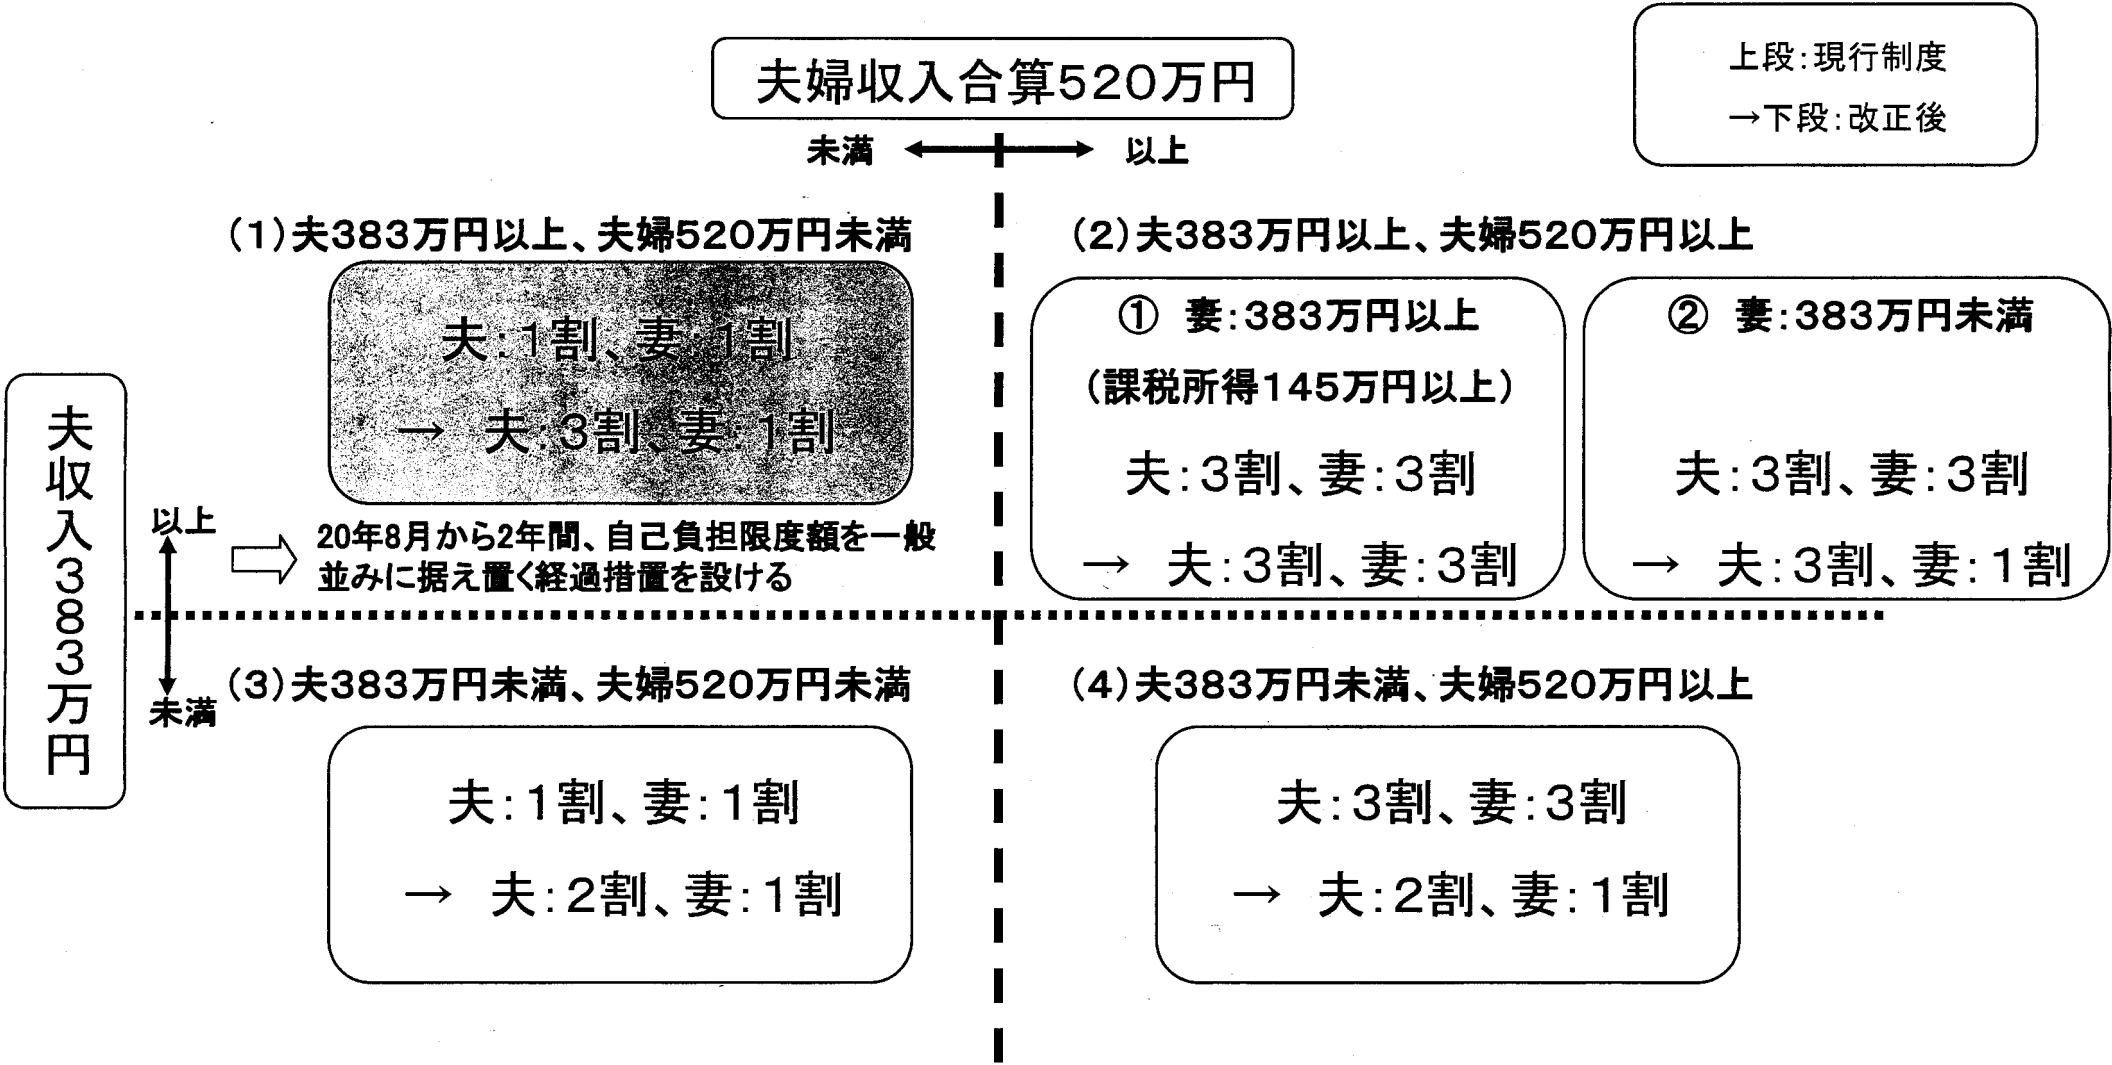 夫婦収入合算520万円
上段:現行制度
→下段:改正後
未満 以上
(1)夫383万円以上、夫婦520万円未満
夫:1割、妻:1割
→ 夫:3割、妻:1割
20年8月から2年間、自己負担限度額を一般
並みに据え置く経過措置を設ける
(2)夫383万円以上、夫婦520万円以上
① 妻:383万円以上
(課税所得145万円以上)
夫:3割、妻:3割
→ 夫:3割、妻:3割
② 妻:383万円未満
夫:3割、妻:3割
→ 夫:3割、妻:1割
夫収入383万円
以上
未満
(3)夫383万円未満、夫婦520万円未満
夫:1割、妻:1割
→ 夫:2割、妻:1割
(4)夫383万円未満、夫婦520万円以上
夫:3割、妻:3割
→ 夫:2割、妻:1割